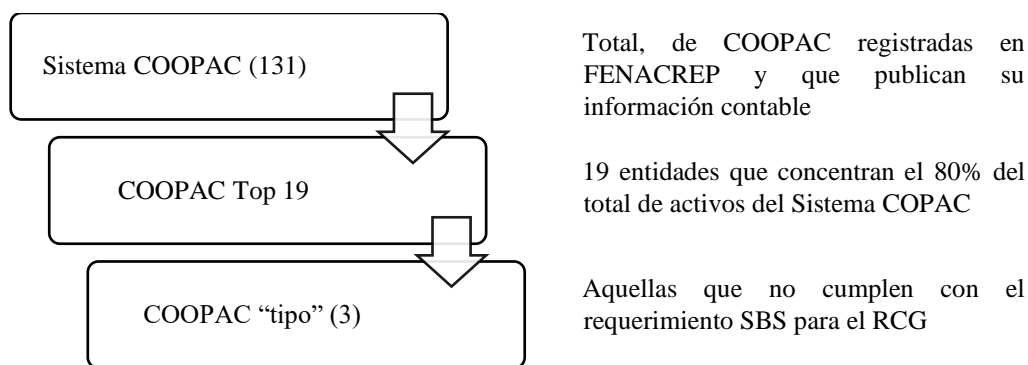 Sistema COOPAC (131)
Total, de COOPAC registradas en
FENACREP y que publican su
información contable
COOPAC Top 19
19 entidades que concentran el 80% del
total de activos del Sistema COPAC
COOPAC “tipo” (3)
Aquellas que no cumplen con el
requerimiento SBS para el RCG